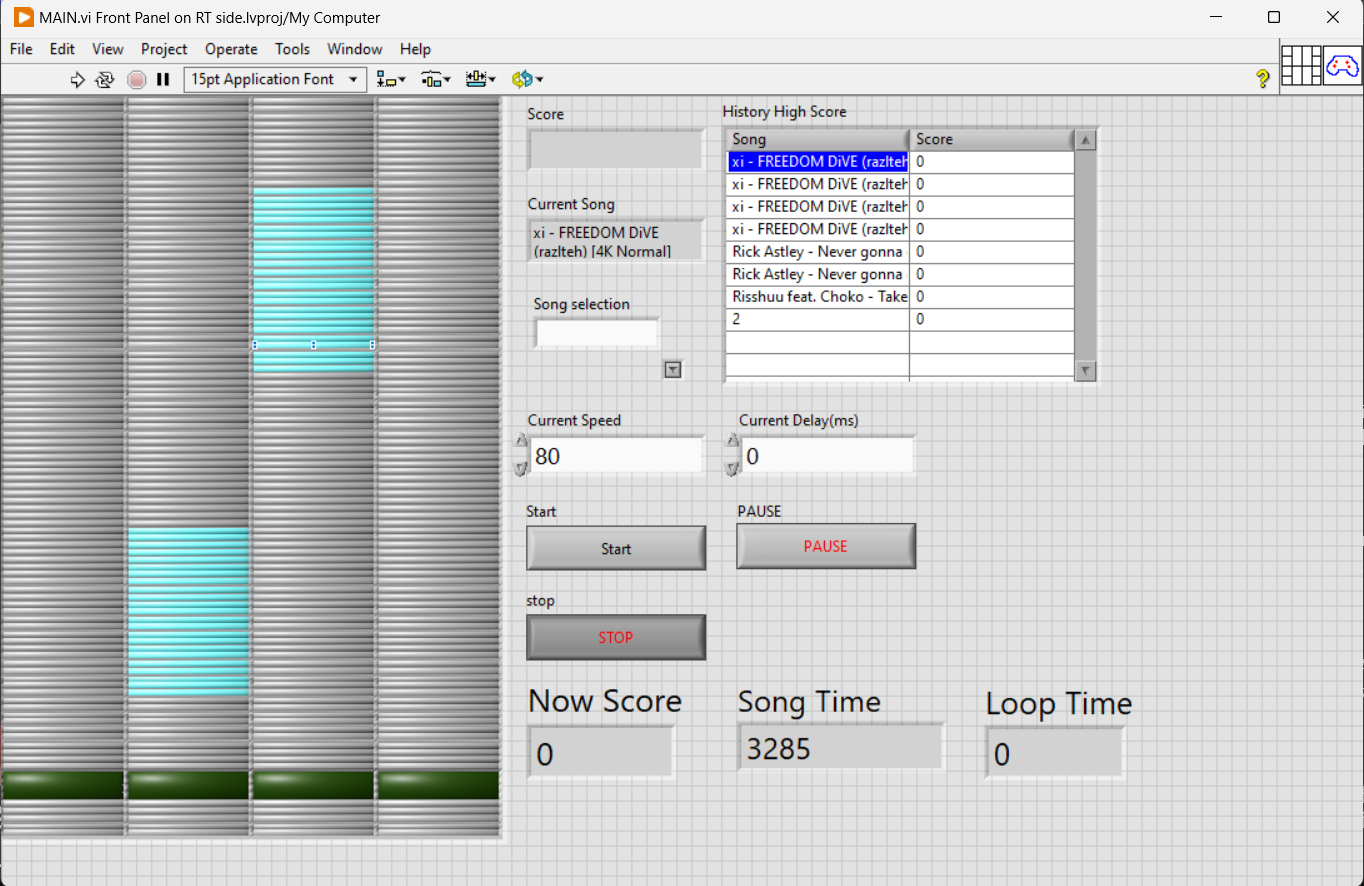 MAIN.vi Front Panel on RT side.lvproj/My Computer
File Edit View Project Operate Tools Window Help
15pt Application Font
?
Score
History High Score
Song Score
xi - FREEDOM DiVE (razlteh 0
xi - FREEDOM DiVE (razlteh 0
xi - FREEDOM DiVE (razlteh 0
xi - FREEDOM DiVE (razlteh 0
Rick Astley - Never gonna 0
Rick Astley - Never gonna 0
Risshuu feat. Choko - Take 0
2 0
Current Song
xi - FREEDOM DiVE
(razlteh) [4K Normal]
Song selection
Current Speed
80
Current Delay(ms)
0
Start
Start
PAUSE
PAUSE
stop
STOP
Now Score
0
Song Time
3285
Loop Time
0